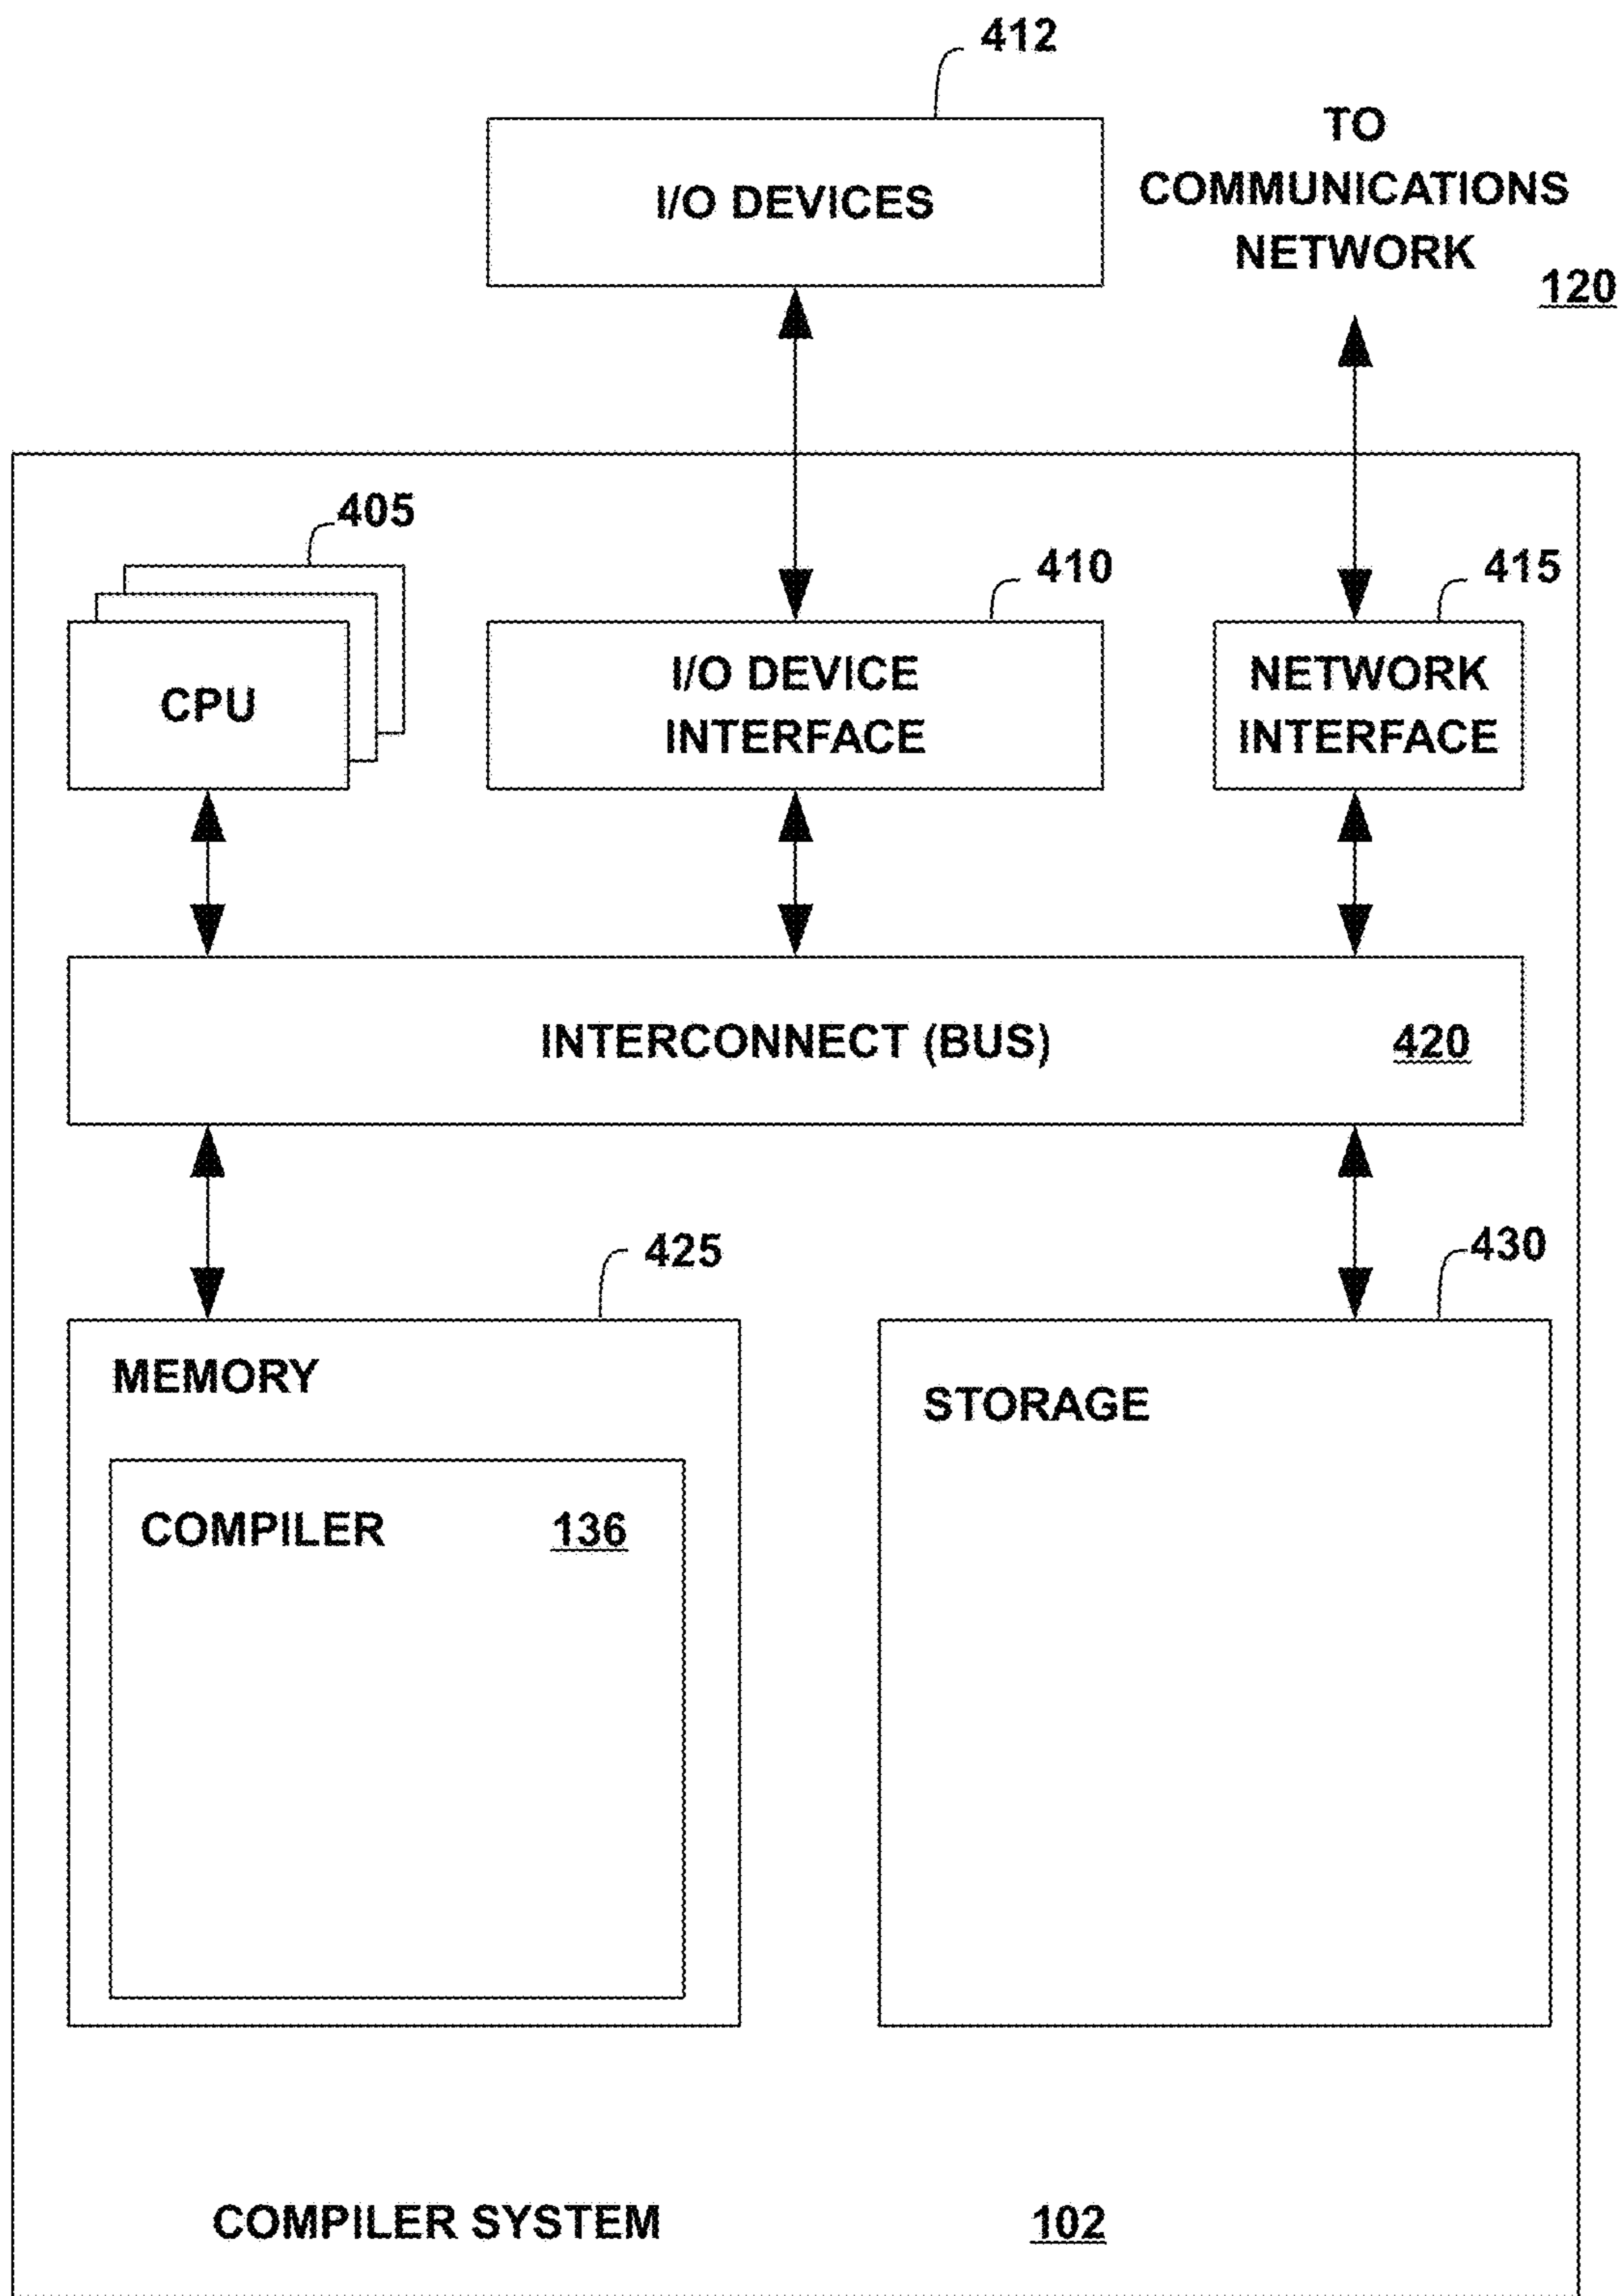 412
I/O DEVICES
TO
COMMUNICATIONS
NETWORK
120
405
410
415
CPU
I/O DEVICE
INTERFACE
NETWORK
INTERFACE
INTERCONNECT (BUS) 420
425
430
MEMORY
STORAGE
COMPILER 136
COMPILER SYSTEM 102